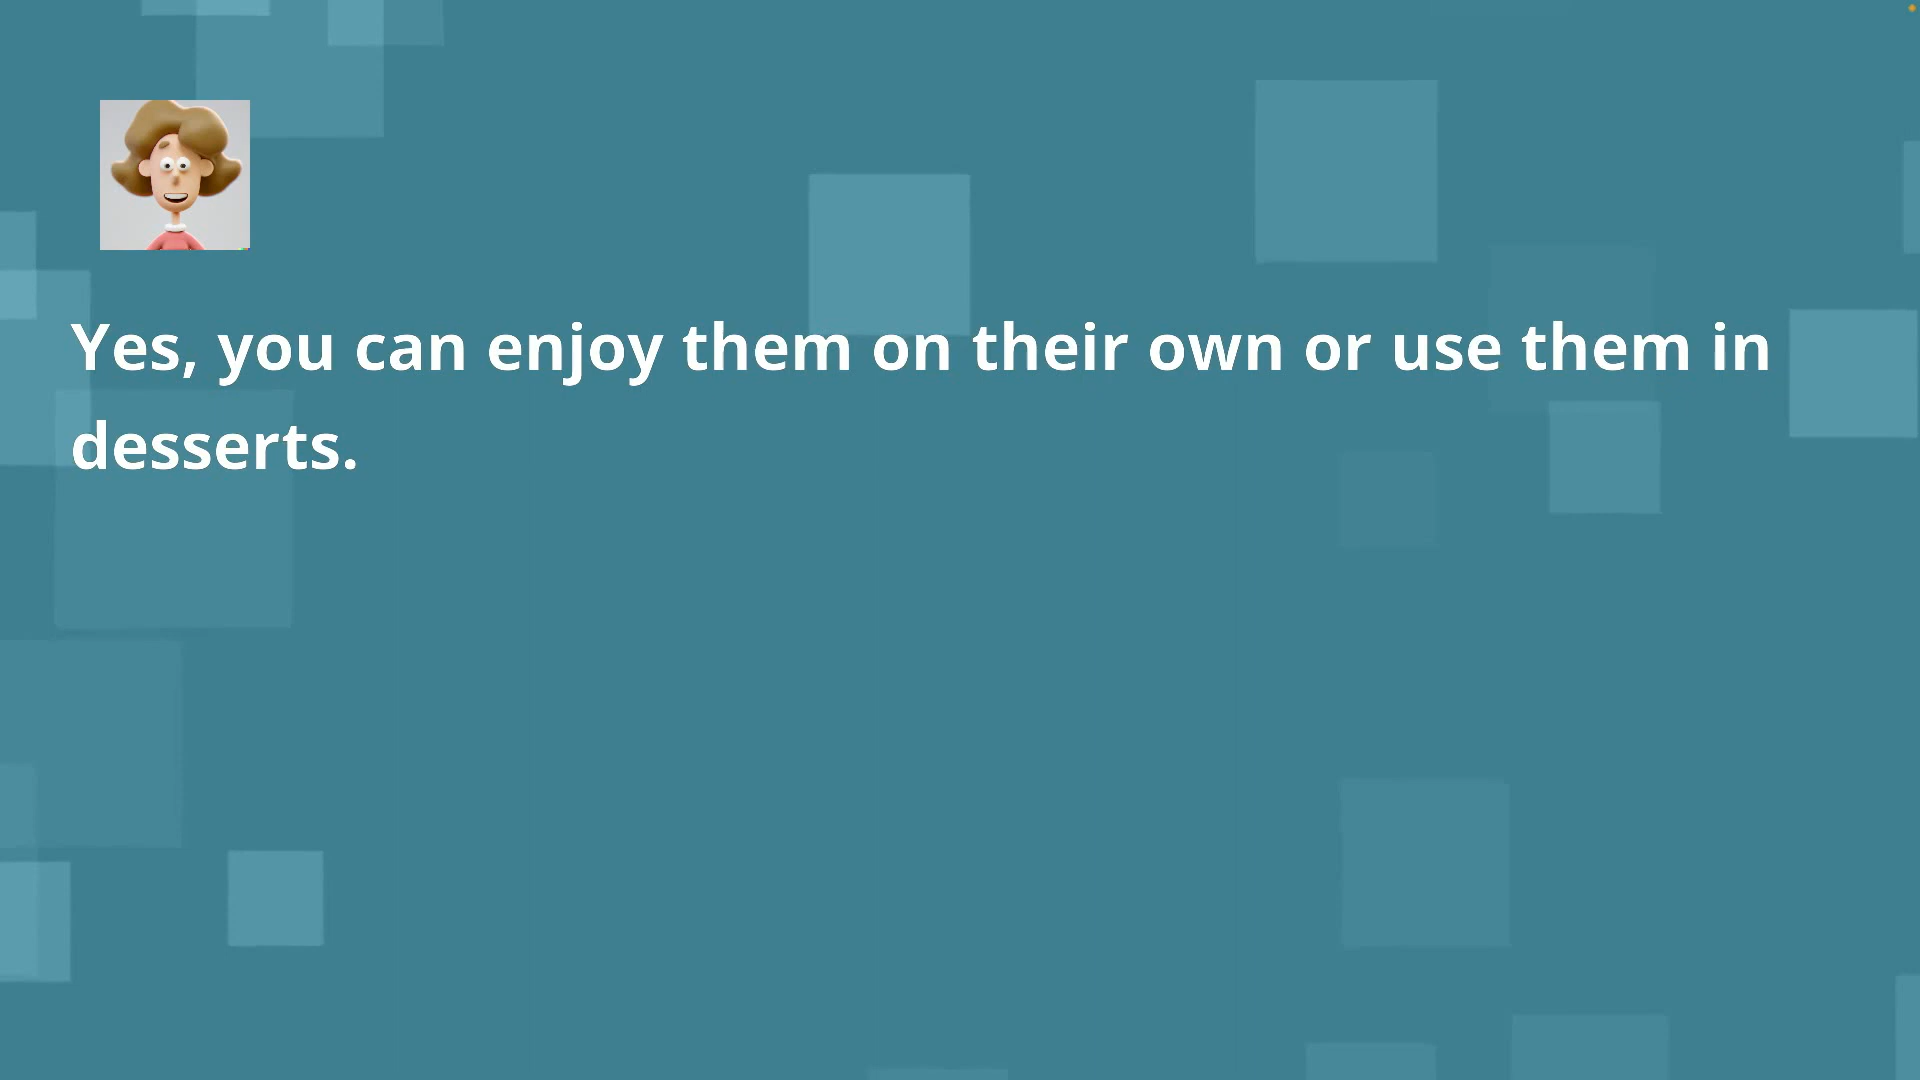 Yes, you can enjoy them on their own or use them in
desserts.